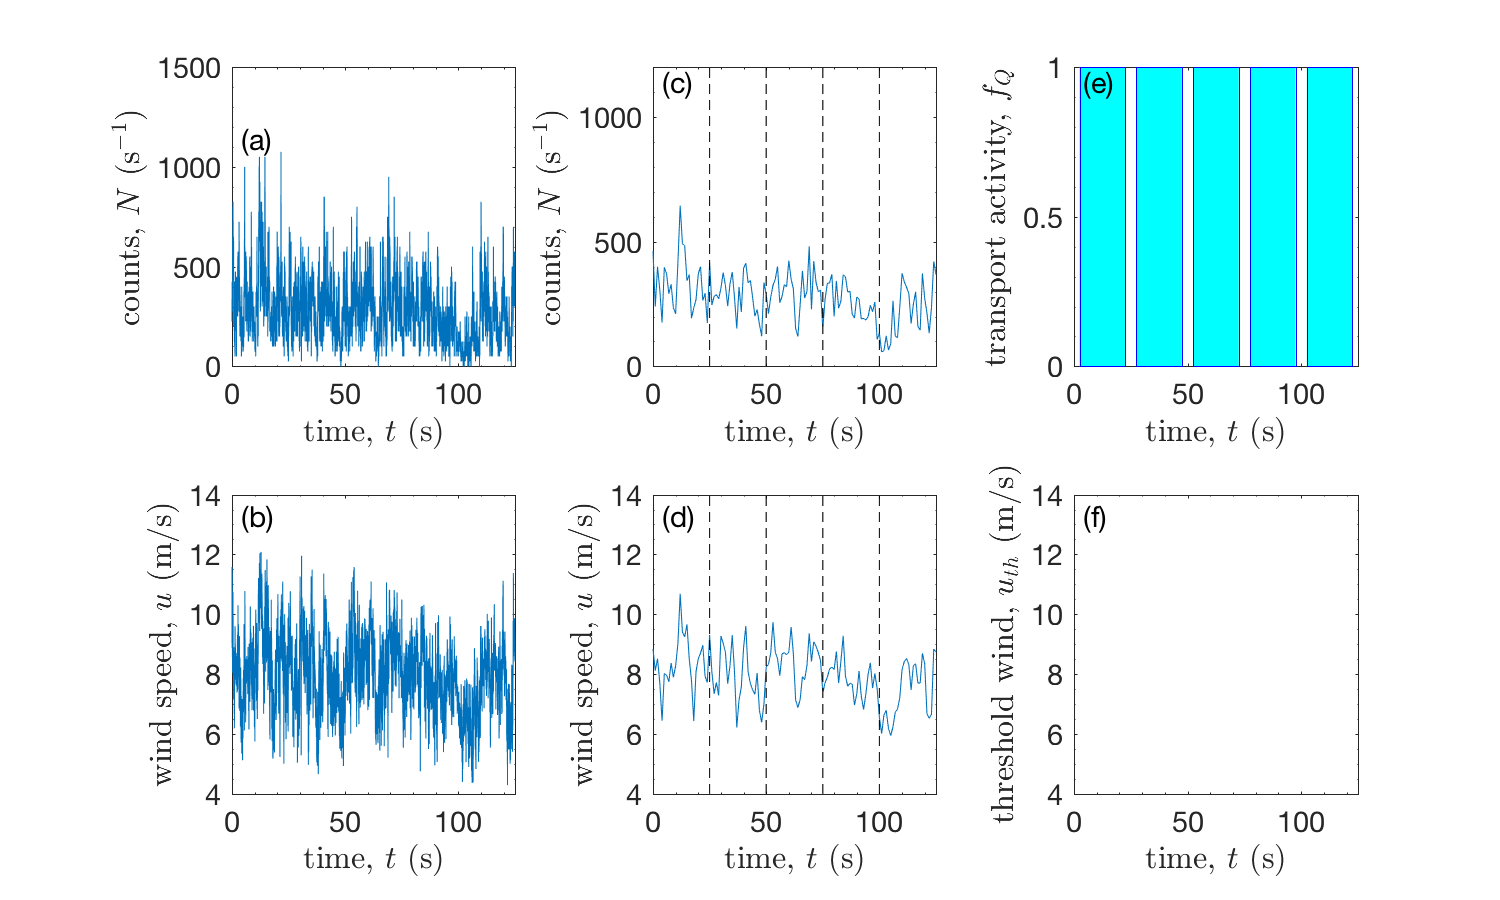 counts, N (s⁻¹)
1500
1000
500
0
(a)
0 50 100
time, t (s)
counts, N (s⁻¹)
1000
500
0
(c)
0 50 100
time, t (s)
transport activity, f_Q
1
0.5
0
(e)
0 50 100
time, t (s)
wind speed, u (m/s)
14
12
10
8
6
4
(b)
0 50 100
time, t (s)
wind speed, u (m/s)
14
12
10
8
6
4
(d)
0 50 100
time, t (s)
threshold wind, u_th (m/s)
14
12
10
8
6
4
(f)
0 50 100
time, t (s)